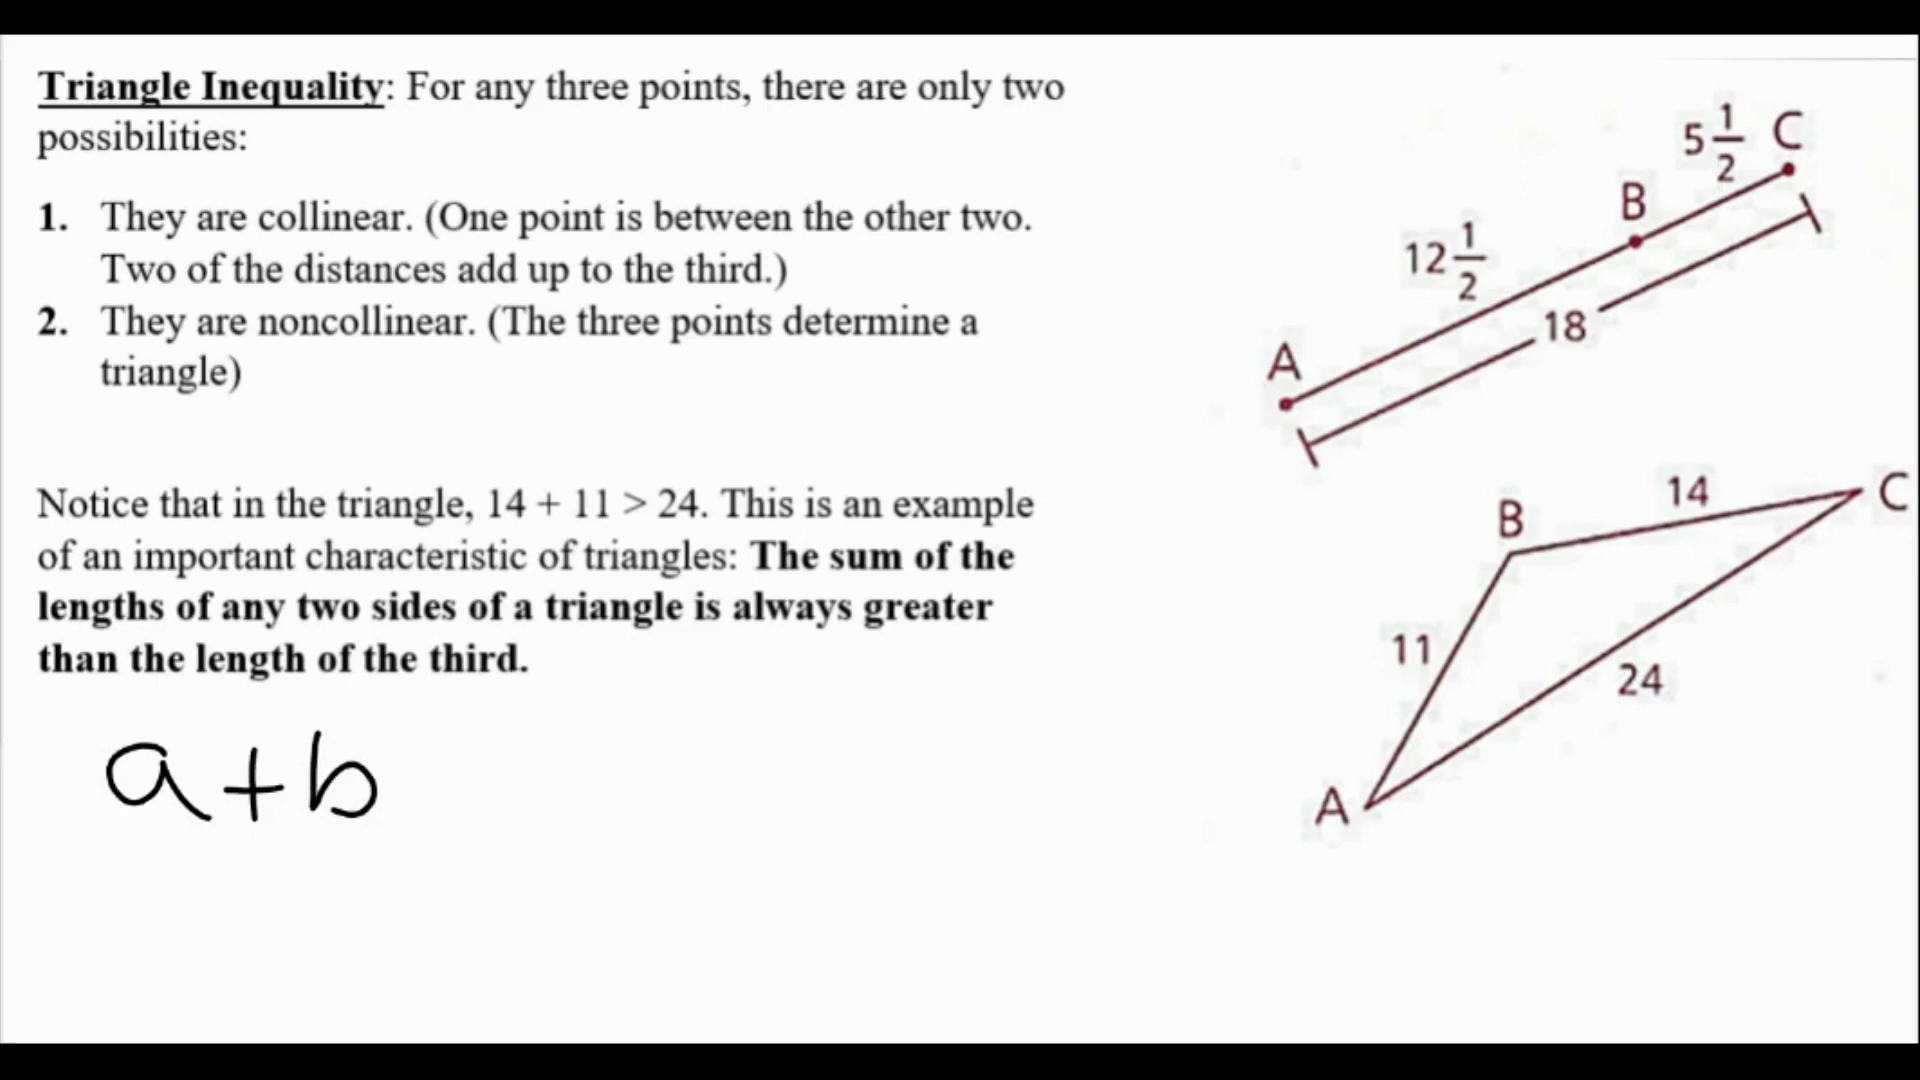 Triangle Inequality: For any three points, there are only two
possibilities:
1. They are collinear. (One point is between the other two.
Two of the distances add up to the third.)
2. They are noncollinear. (The three points determine a
triangle)
Notice that in the triangle, 14 + 11 > 24. This is an example
of an important characteristic of triangles: The sum of the
lengths of any two sides of a triangle is always greater
than the length of the third.
a+b
5 1/2 C
B
12 1/2
18
A
14 C
B
11
24
A